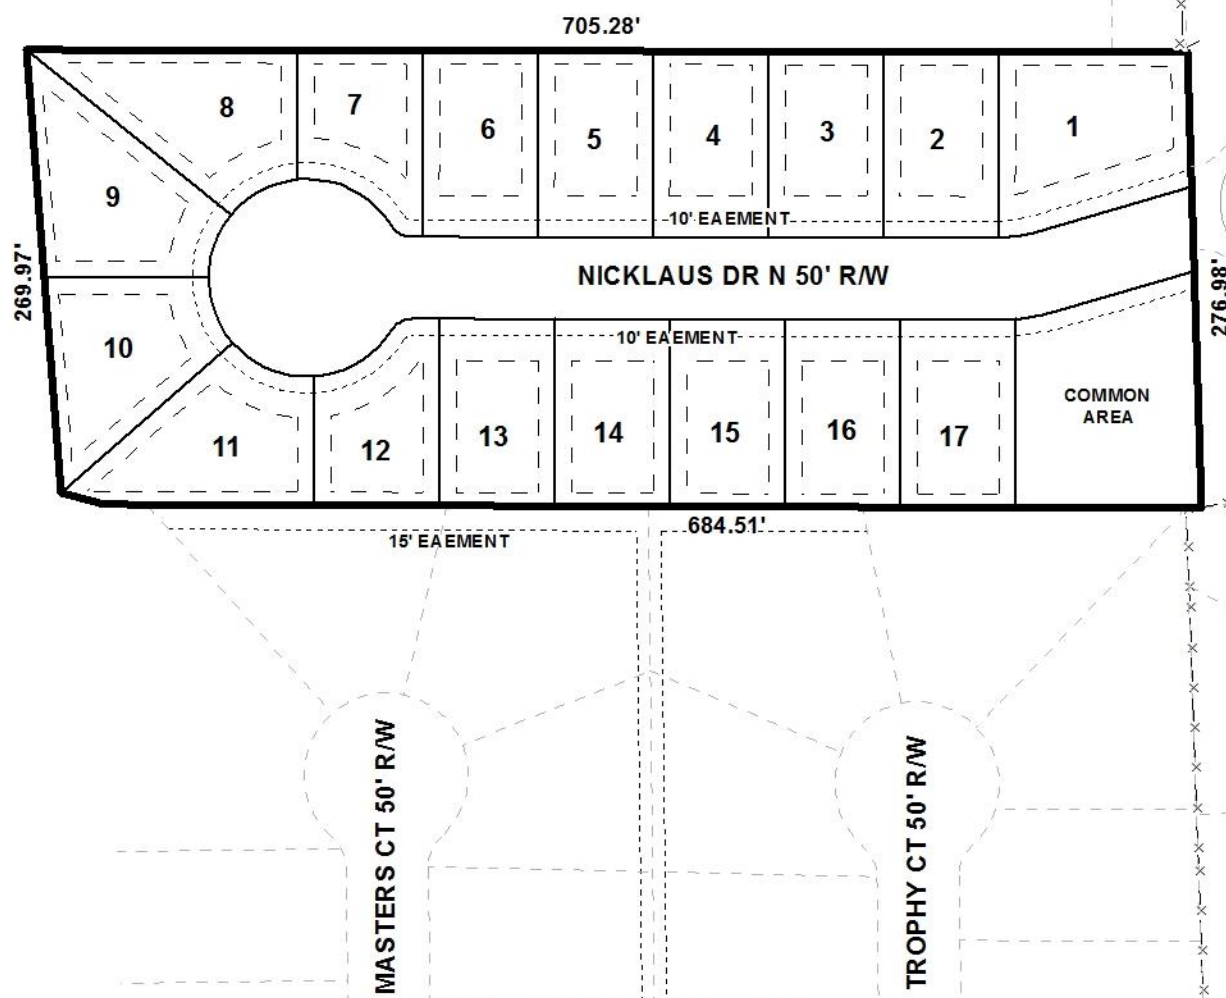 705.28'
8
7
6
5
4
3
2
1
9
10' EAEMENT
269.97'
NICKLAUS DR N 50' R/W
276.98'
10
10' EAEMENT
11
12
13
14
15
16
17
COMMON
AREA
684.51'
15' EAEMENT
MASTERS CT 50' R/W
TROPHY CT 50' R/W